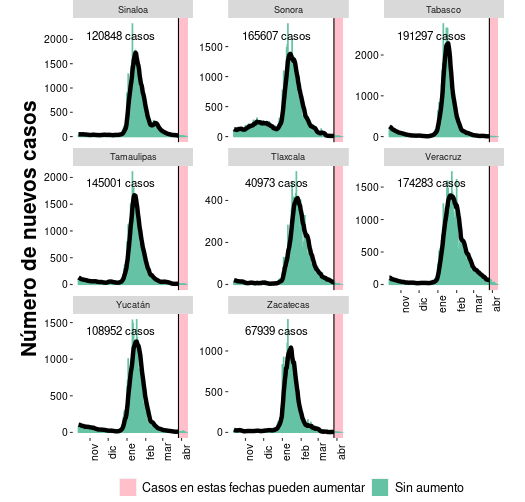 Número de nuevos casos
Sinaloa
120848 casos
2000
1500
1000
500
0
Sonora
165607 casos
1500
1000
500
0
Tabasco
191297 casos
2000
1000
0
Tamaulipas
145001 casos
2000
1500
1000
500
0
Tlaxcala
40973 casos
400
200
0
Veracruz
174283 casos
1500
1000
500
0
nov dic ene feb mar abr
Yucatán
108952 casos
1500
1000
500
0
nov dic ene feb mar abr
Zacatecas
67939 casos
1000
500
0
nov dic ene feb mar abr
Casos en estas fechas pueden aumentar Sin aumento